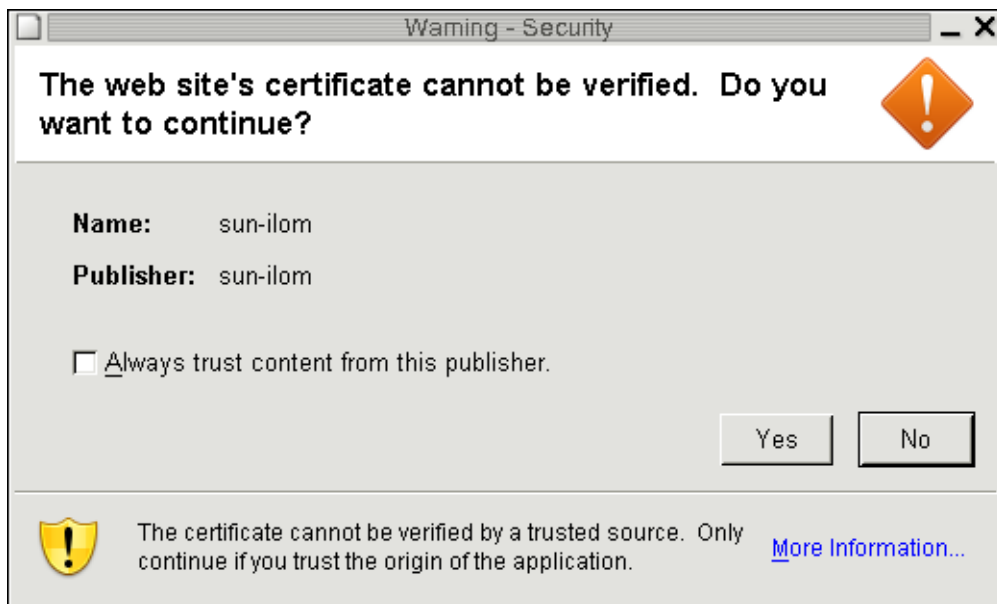 Warning - Security
The web site's certificate cannot be verified. Do you
want to continue?
Name: sun-ilom
Publisher: sun-ilom
Always trust content from this publisher.
Yes No
The certificate cannot be verified by a trusted source. Only
continue if you trust the origin of the application.
More Information...